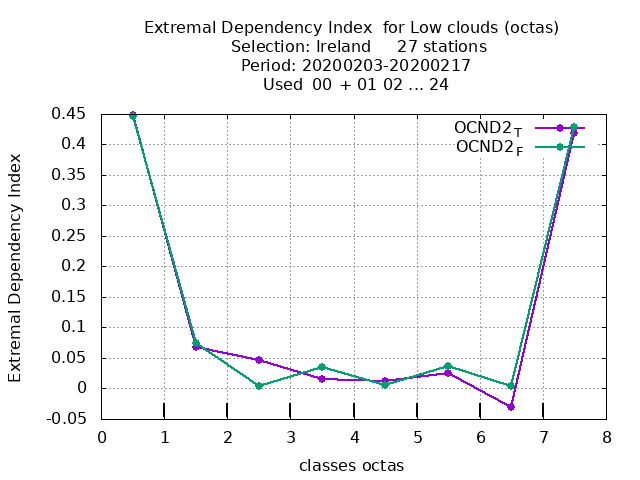 Extremal Dependency Index  for Low clouds (octas)
Selection: Ireland     27 stations
Period: 20200203-20200217
Used  00 + 01 02 ... 24
OCND2_T
OCND2_F
Extremal Dependency Index
0.45
0.4
0.35
0.3
0.25
0.2
0.15
0.1
0.05
0
-0.05
0 1 2 3 4 5 6 7 8
classes octas